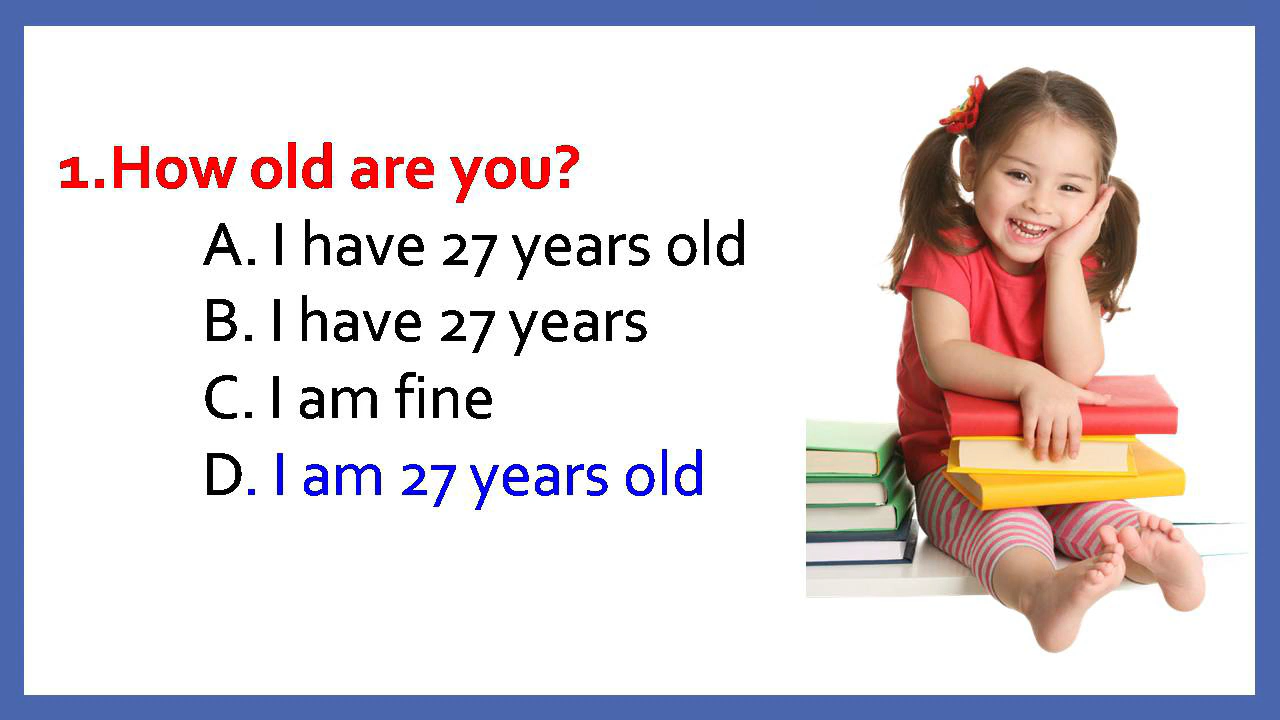 1.How old are you?
A. I have 27 years old
B. I have 27 years
C. I am fine
D. I am 27 years old